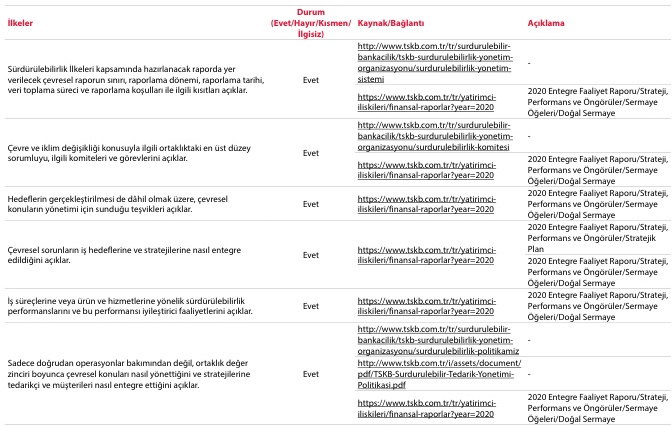 İlkeler
Durum
(Evet/Hayır/Kısmen/
İlgisiz)
Kaynak/Bağlantı
Açıklama
Sürdürülebilirlik İlkeleri kapsamında hazırlanacak raporda yer
verilecek çevresel raporun sınırı, raporlama dönemi, raporlama tarihi,
veri toplama süreci ve raporlama koşulları ile ilgili kısıtları açıklar.
Evet
http://www.tskb.com.tr/tr/surdurulebilir-
bankacilik/tskb-surdurulebilirlik-yonetim-
organizasyonu/surdurulebilirlik-yonetim-
sistemi
-
https://www.tskb.com.tr/tr/yatirimci-
iliskileri/finansal-raporlar?year=2020
2020 Entegre Faaliyet Raporu/Strateji,
Performans ve Öngörüler/Sermaye
Öğeleri/Doğal Sermaye
Çevre ve iklim değişikliği konusuyla ilgili ortaklıktaki en üst düzey
sorumluyu, ilgili komiteleri ve görevlerini açıklar.
Evet
http://www.tskb.com.tr/tr/surdurulebilir-
bankacilik/tskb-surdurulebilirlik-yonetim-
organizasyonu/surdurulebilirlik-komitesi
-
https://www.tskb.com.tr/tr/yatirimci-
iliskileri/finansal-raporlar?year=2020
2020 Entegre Faaliyet Raporu/Strateji,
Performans ve Öngörüler/Sermaye
Öğeleri/Doğal Sermaye
Hedeflerin gerçekleştirilmesi de dâhil olmak üzere, çevresel
konuların yönetimi için sunduğu teşvikleri açıklar.
Evet
https://www.tskb.com.tr/tr/yatirimci-
iliskileri/finansal-raporlar?year=2020
2020 Entegre Faaliyet Raporu/Strateji,
Performans ve Öngörüler/Sermaye
Öğeleri/Doğal Sermaye
Çevresel sorunların iş hedeflerine ve stratejilerine nasıl entegre
edildiğini açıklar.
Evet
https://www.tskb.com.tr/tr/yatirimci-
iliskileri/finansal-raporlar?year=2020
2020 Entegre Faaliyet Raporu/Strateji,
Performans ve Öngörüler/Stratejik
Plan
2020 Entegre Faaliyet Raporu/Strateji,
Performans ve Öngörüler/Sermaye
Öğeleri/Doğal Sermaye
İş süreçlerine veya ürün ve hizmetlerine yönelik sürdürülebilirlik
performanslarını ve bu performansı iyileştirici faaliyetlerini açıklar.
Evet
https://www.tskb.com.tr/tr/yatirimci-
iliskileri/finansal-raporlar?year=2020
2020 Entegre Faaliyet Raporu/Strateji,
Performans ve Öngörüler/Sermaye
Öğeleri/Doğal Sermaye
Sadece doğrudan operasyonlar bakımından değil, ortaklık değer
zinciri boyunca çevresel konuları nasıl yönettiğini ve stratejilerine
tedarikçi ve müşterileri nasıl entegre ettiğini açıklar.
Evet
http://www.tskb.com.tr/tr/surdurulebilir-
bankacilik/tskb-surdurulebilirlik-yonetim-
organizasyonu/surdurulebilirlik-politikamiz
-
http://www.tskb.com.tr/i/assets/document/
pdf/TSKB-Surdurulebilir-Tedarik-Yonetimi-
Politikasi.pdf
-
https://www.tskb.com.tr/tr/yatirimci-
iliskileri/finansal-raporlar?year=2020
2020 Entegre Faaliyet Raporu/Strateji,
Performans ve Öngörüler/Sermaye
Öğeleri/Doğal Sermaye